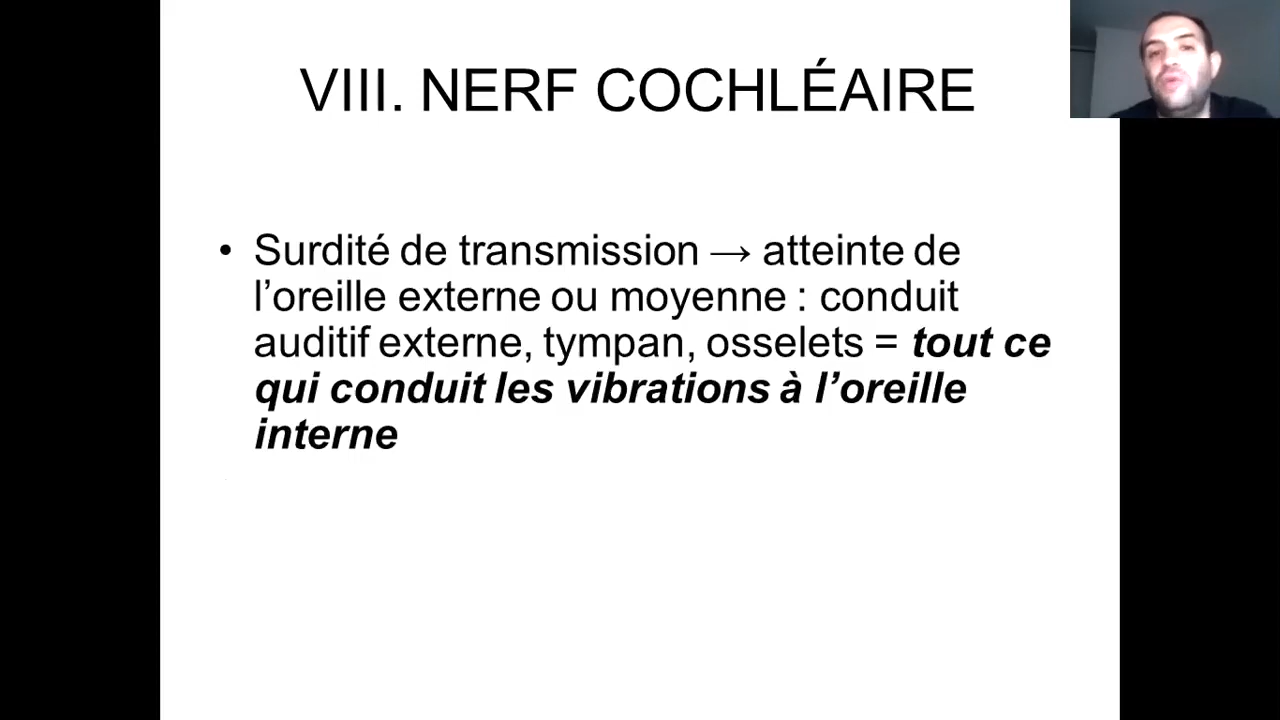 VIII. NERF COCHLÉAIRE
• Surdité de transmission → atteinte de
l’oreille externe ou moyenne : conduit
auditif externe, tympan, osselets = tout ce
qui conduit les vibrations à l’oreille
interne